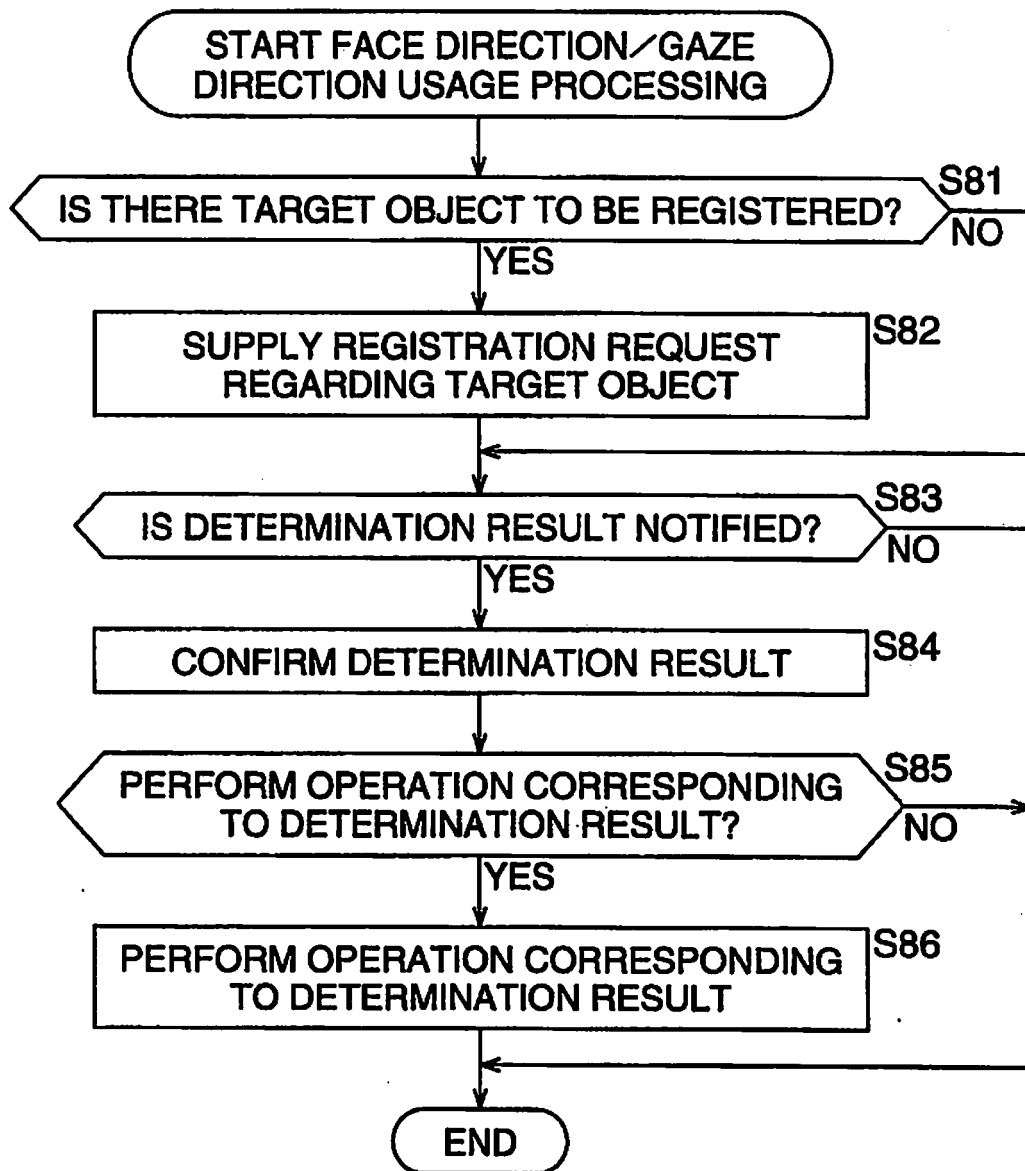 START FACE DIRECTION/GAZE
DIRECTION USAGE PROCESSING
S81
IS THERE TARGET OBJECT TO BE REGISTERED?
NO
YES
S82
SUPPLY REGISTRATION REQUEST
REGARDING TARGET OBJECT
S83
IS DETERMINATION RESULT NOTIFIED?
NO
YES
S84
CONFIRM DETERMINATION RESULT
S85
PERFORM OPERATION CORRESPONDING
TO DETERMINATION RESULT?
NO
YES
S86
PERFORM OPERATION CORRESPONDING
TO DETERMINATION RESULT
END